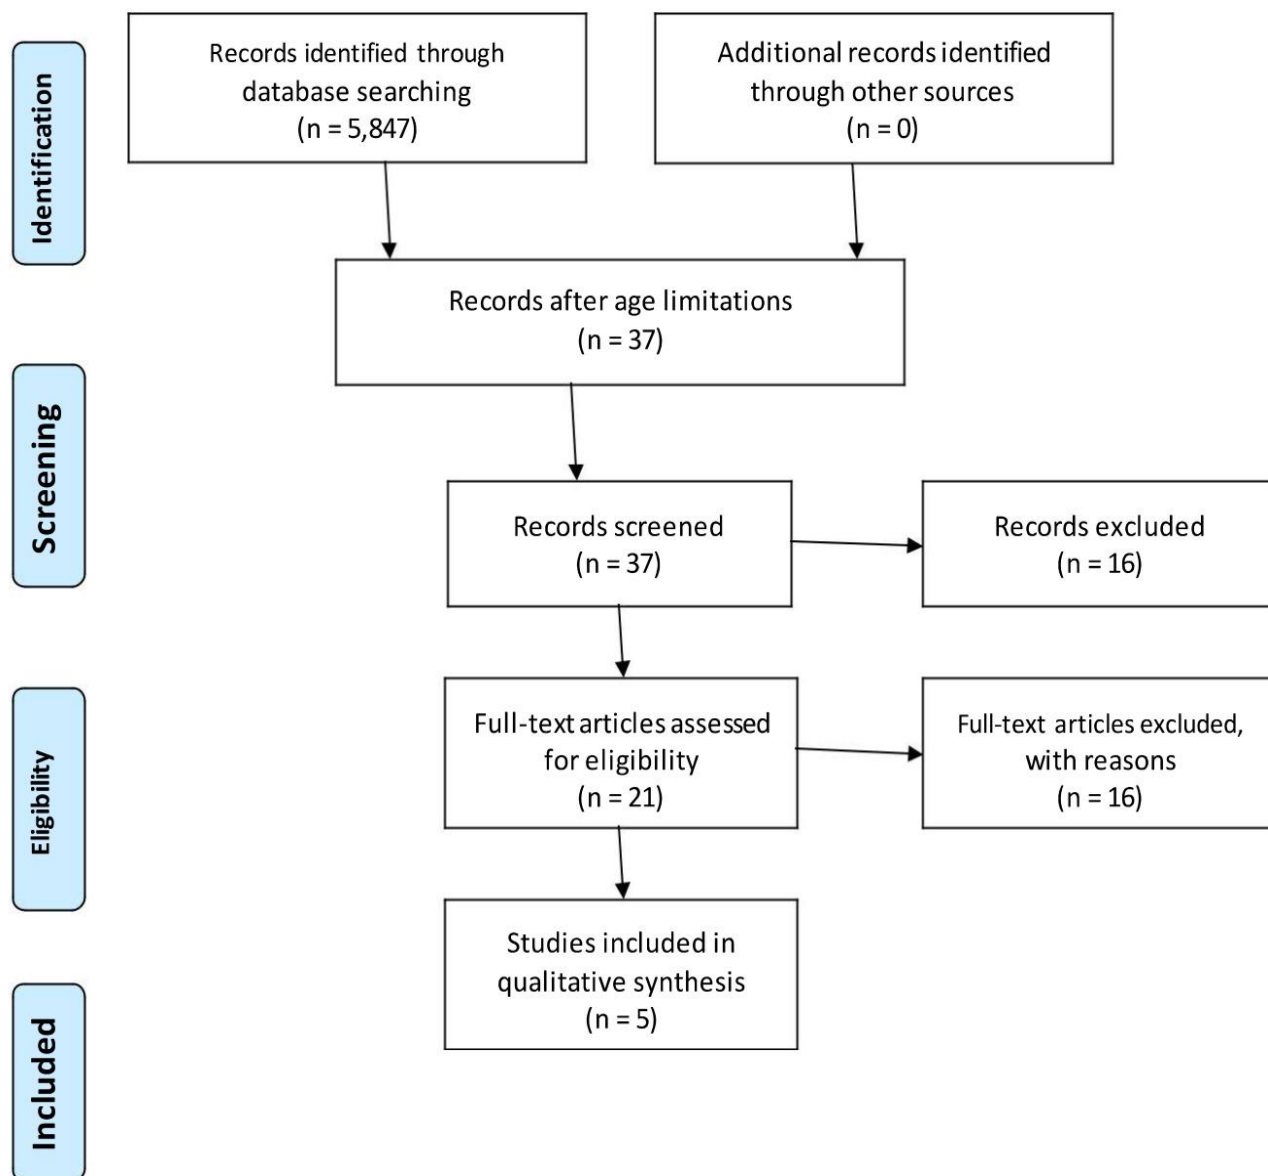 Identification
Records identified through
database searching
(n = 5,847)
Additional records identified
through other sources
(n = 0)
Records after age limitations
(n = 37)
Screening
Records screened
(n = 37)
Records excluded
(n = 16)
Eligibility
Full-text articles assessed
for eligibility
(n = 21)
Full-text articles excluded,
with reasons
(n = 16)
Included
Studies included in
qualitative synthesis
(n = 5)